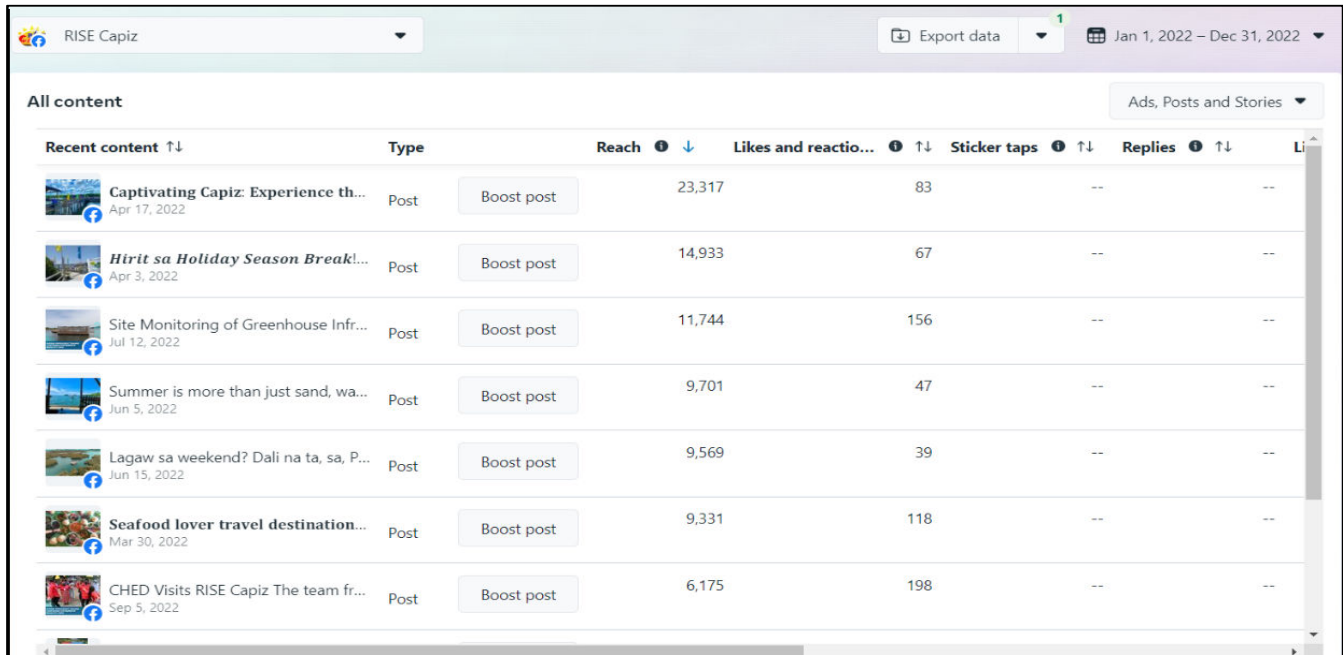 RISE Capiz
Export data
1
Jan 1, 2022 – Dec 31, 2022
All content
Ads, Posts and Stories
Recent content Type Reach Likes and reactio... Sticker taps Replies Li
Captivating Capiz: Experience th... Post Boost post 23,317 83 -- --
Apr 17, 2022
Hirit sa Holiday Season Break!... Post Boost post 14,933 67 -- --
Apr 3, 2022
Site Monitoring of Greenhouse Infr... Post Boost post 11,744 156 -- --
Jul 12, 2022
Summer is more than just sand, wa... Post Boost post 9,701 47 -- --
Jun 5, 2022
Lagaw sa weekend? Dali na ta, sa, P... Post Boost post 9,569 39 -- --
Jun 15, 2022
Seafood lover travel destination... Post Boost post 9,331 118 -- --
Mar 30, 2022
CHED Visits RISE Capiz The team fr... Post Boost post 6,175 198 -- --
Sep 5, 2022